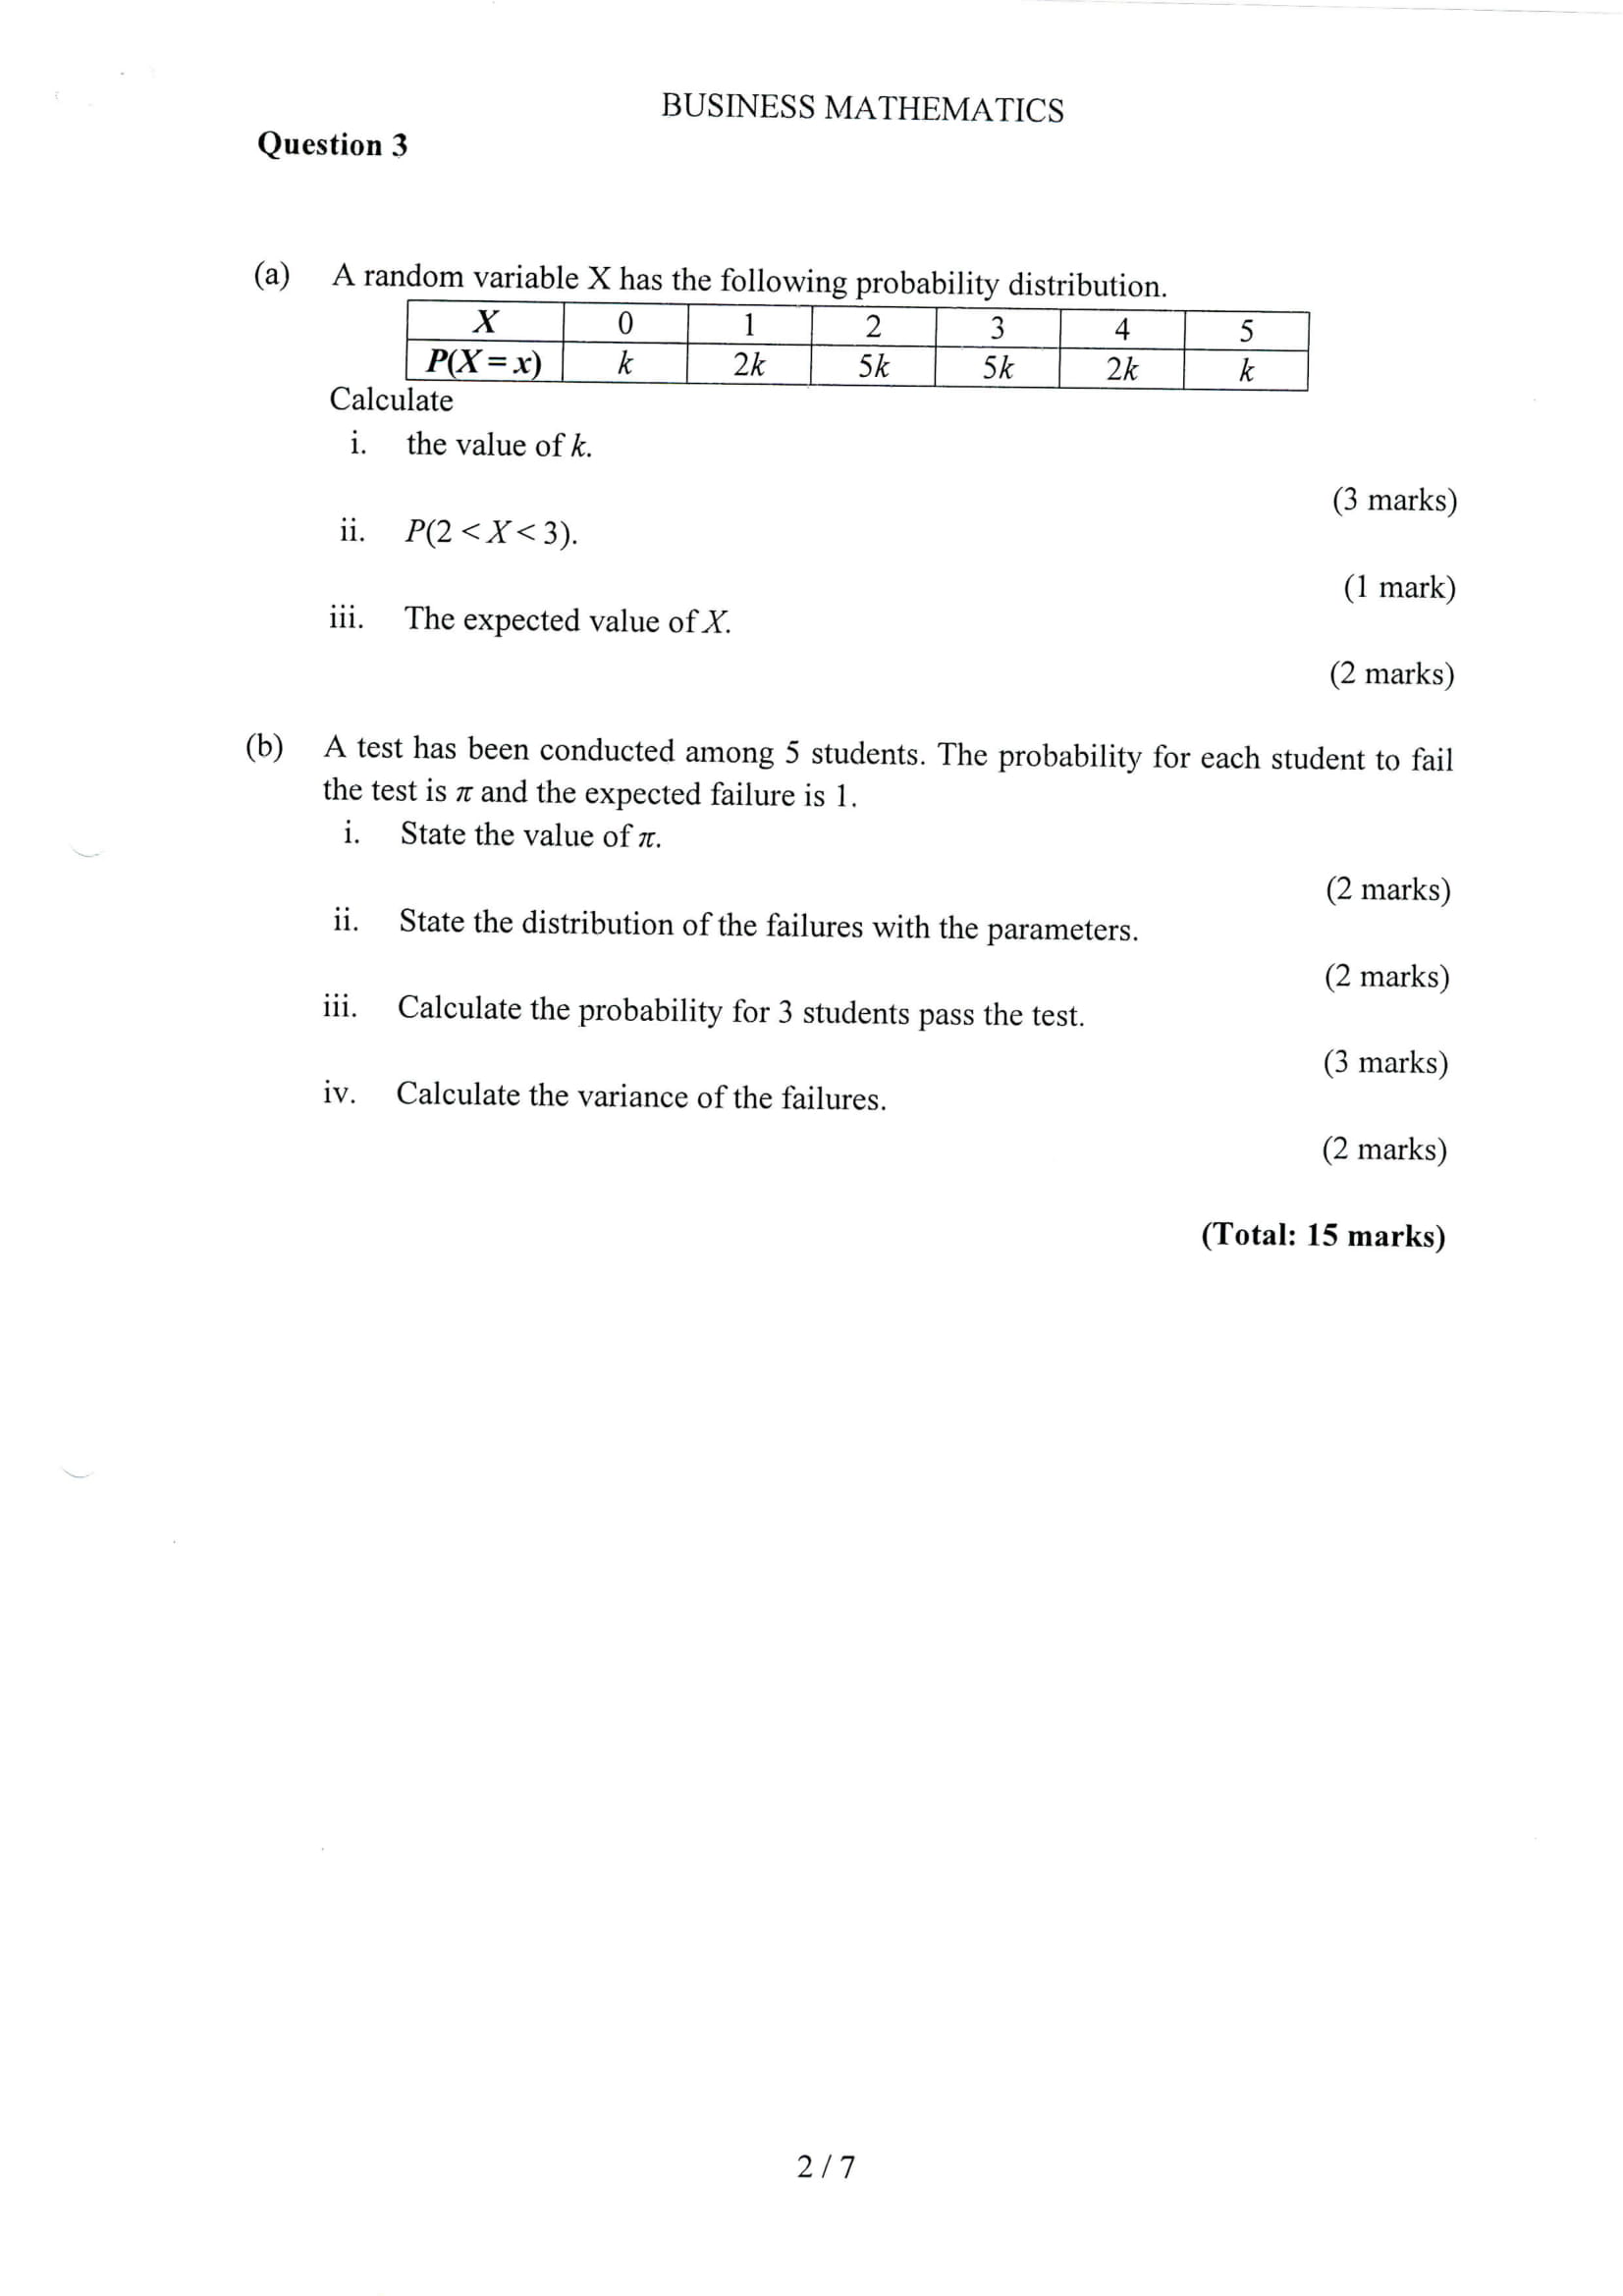 BUSINESS MATHEMATICS
Question 3
(a) A random variable X has the following probability distribution.
X 0 1 2 3 4 5
P(X = x) k 2k 5k 5k 2k k
Calculate
i. the value of k.
(3 marks)
ii. P(2 < X < 3).
(1 mark)
iii. The expected value of X.
(2 marks)
(b) A test has been conducted among 5 students. The probability for each student to fail
the test is π and the expected failure is 1.
i. State the value of π.
(2 marks)
ii. State the distribution of the failures with the parameters.
(2 marks)
iii. Calculate the probability for 3 students pass the test.
(3 marks)
iv. Calculate the variance of the failures.
(2 marks)
(Total: 15 marks)
2 / 7